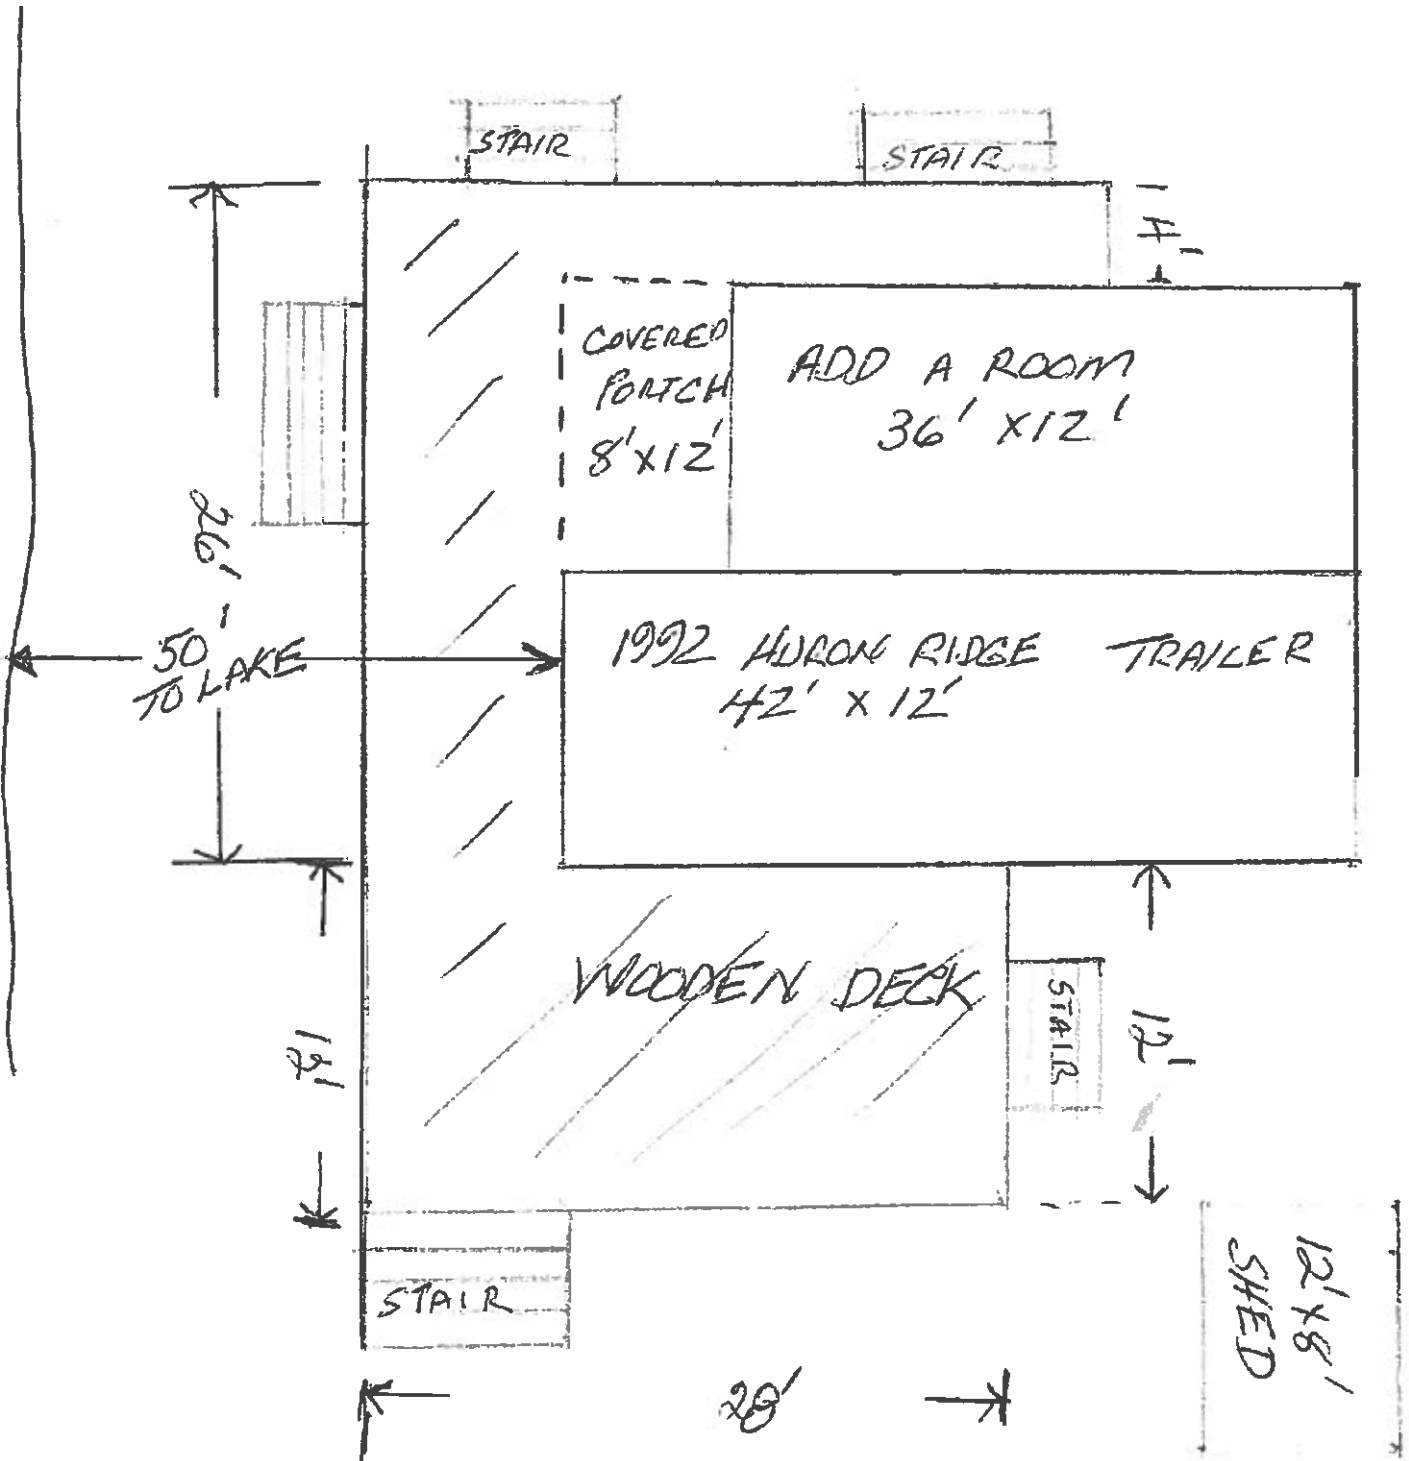 STAIR
STAIR
4'
COVERED
PORTCH
8'X12'
ADD A ROOM
36' X12'
26'
50'
TO LAKE
1992 HURON RIDGE TRAILER
42' X 12'
WOODEN DECK
STAIR
12'
STAIR
28'
12'X8'
SHED